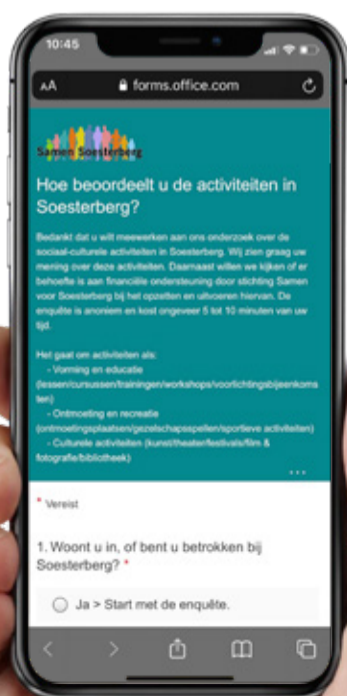 10:45
AA
forms.office.com
Samen Soesterberg
Hoe beoordeelt u de activiteiten in
Soesterberg?
Bedankt dat u wilt meewerken aan ons onderzoek over de
sociaal-culturele activiteiten in Soesterberg. Wij zien graag uw
mening over deze activiteiten. Daarnaast willen we kijken of er
behoefte is aan financiële ondersteuning door stichting Samen
voor Soesterberg bij het opzetten en uitvoeren hiervan. De
enquête is anoniem en kost ongeveer 5 tot 10 minuten van uw
tijd.
Het gaat om activiteiten als:
- Vorming en educatie
(lessen/cursussen/trainingen/workshops/voorlichtingsbijeenkoms
ten)
- Ontmoeting en recreatie
(ontmoetingsplaatsen/gezelschapsspellen/sportieve activiteiten)
- Culturele activiteiten (kunst/theater/festivals/film &
fotografie/bibliotheek)
...
* Vereist
1. Woont u in, of bent u betrokken bij
Soesterberg? *
Ja > Start met de enquête.